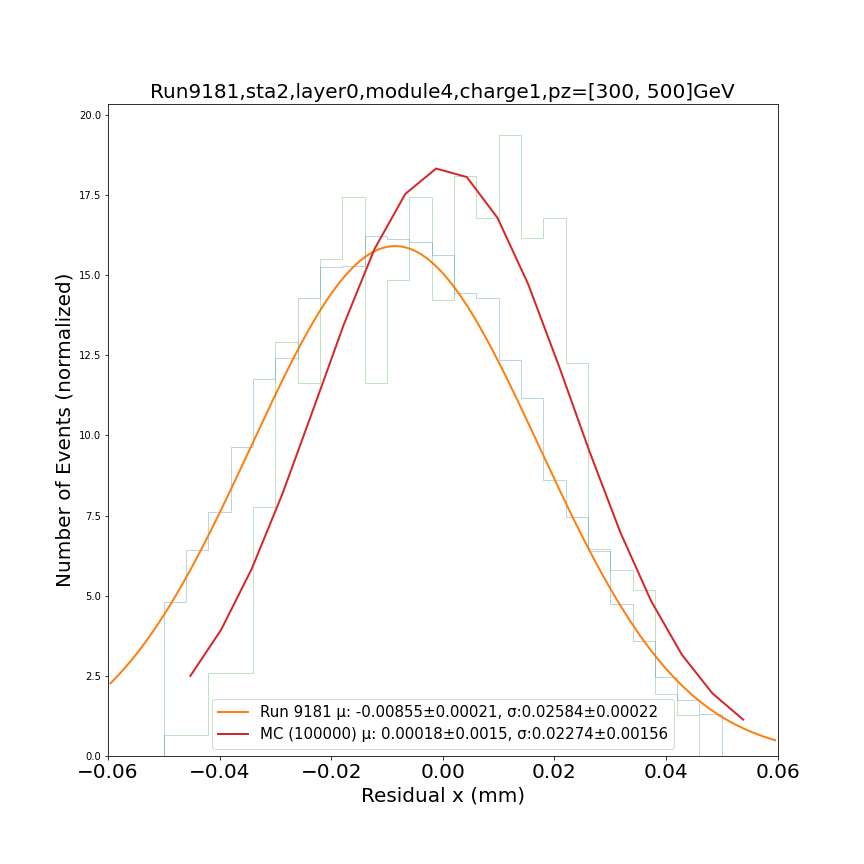 Run9181,sta2,layer0,module4,charge1,pz=[300, 500]GeV
Number of Events (normalized)
20.0
17.5
15.0
12.5
10.0
7.5
5.0
2.5
0.0
Run 9181 μ: -0.00855±0.00021, σ:0.02584±0.00022
MC (100000) μ: 0.00018±0.0015, σ:0.02274±0.00156
−0.06 −0.04 −0.02 0.00 0.02 0.04 0.06
Residual x (mm)